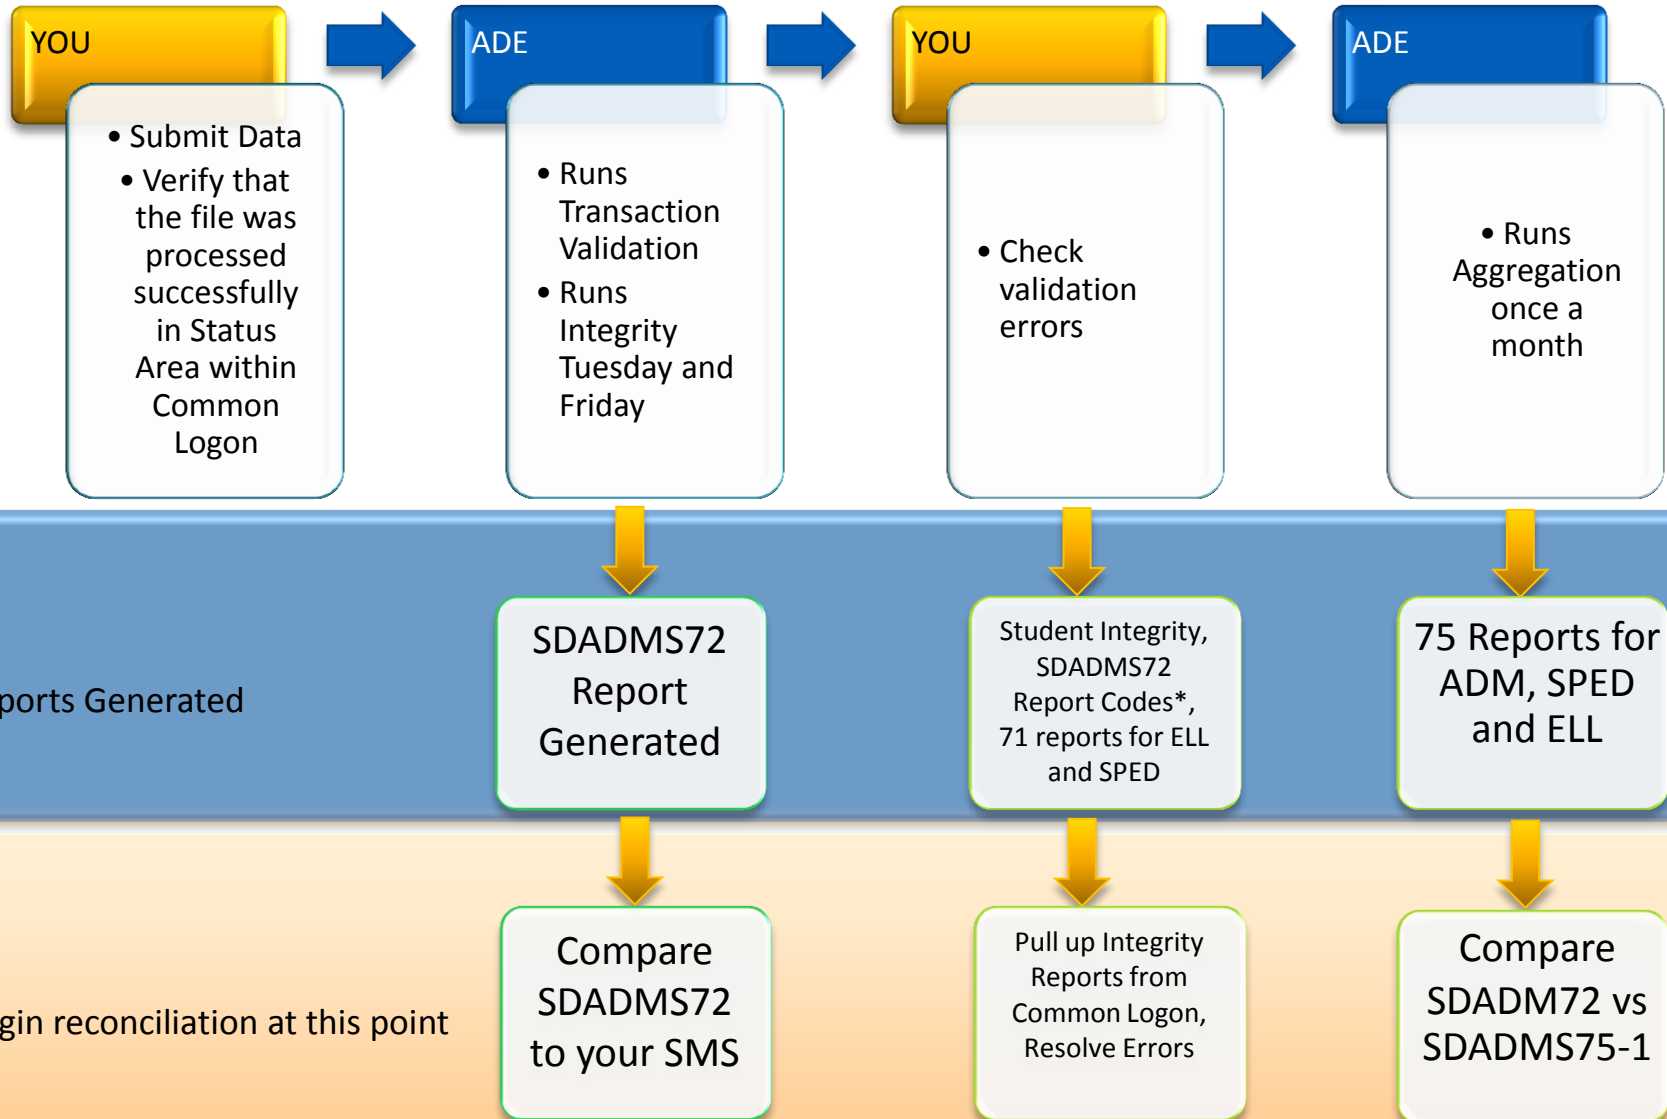 YOU
• Submit Data
• Verify that
the file was
processed
successfully
in Status
Area within
Common
Logon
ADE
• Runs
Transaction
Validation
• Runs
Integrity
Tuesday and
Friday
YOU
• Check
validation
errors
ADE
• Runs
Aggregation
once a
month
ports Generated
SDADMS72
Report
Generated
Student Integrity,
SDADMS72
Report Codes*,
71 reports for ELL
and SPED
75 Reports for
ADM, SPED
and ELL
gin reconciliation at this point
Compare
SDADMS72
to your SMS
Pull up Integrity
Reports from
Common Logon,
Resolve Errors
Compare
SDADM72 vs
SDADMS75-1